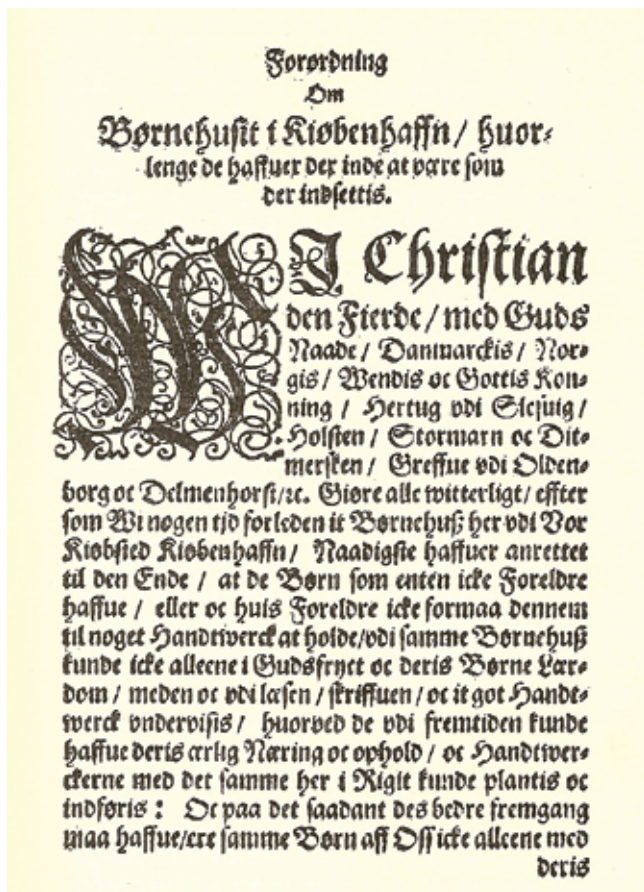 Forordning
Om
Børnehusit i Kiøbenhaffn/ huor-
lenge de haffuer der inde at være som
der indsettis.
WJ Christian
den Fierde/ med Guds
Naade/ Danmarckis/ Nor-
gis/ Wendis oc Gottis Kon-
ning/ Hertug vdi Slesuig/
Holsten/ Stormarn oc Dit-
mersken/ Greffue vdi Olden-
borg oc Delmenhorst/ ꝛc. Giøre alle witterligt/ effter
som Wi nogen tjd forleden it Børnehuß her vdi Vor
Kiøbsted Kiøbenhaffn/ Naadigste haffuer anrettet
til den Ende/ at de Børn som enten icke Foreldre
haffue/ eller oc huis Foreldre icke formaa dennem
til noget Handtwerck at holde/ vdi samme Børnehuß
kunde icke alleene i Gudsfryct oc deris Børne Lær-
dom/ meden oc vdi læsen/ skriffuen/ oc it got Handt-
werck vndervisis/ huorved de vdi fremtiden kunde
haffue deris ærlig Næring oc ophold/ oc Handtwer-
ckerne med det samme her i Rigit kunde plantis oc
indføris: Oc paa det saadant des bedre fremgang
maa haffue/ ere samme Børn aff Oss icke alleene med
deris